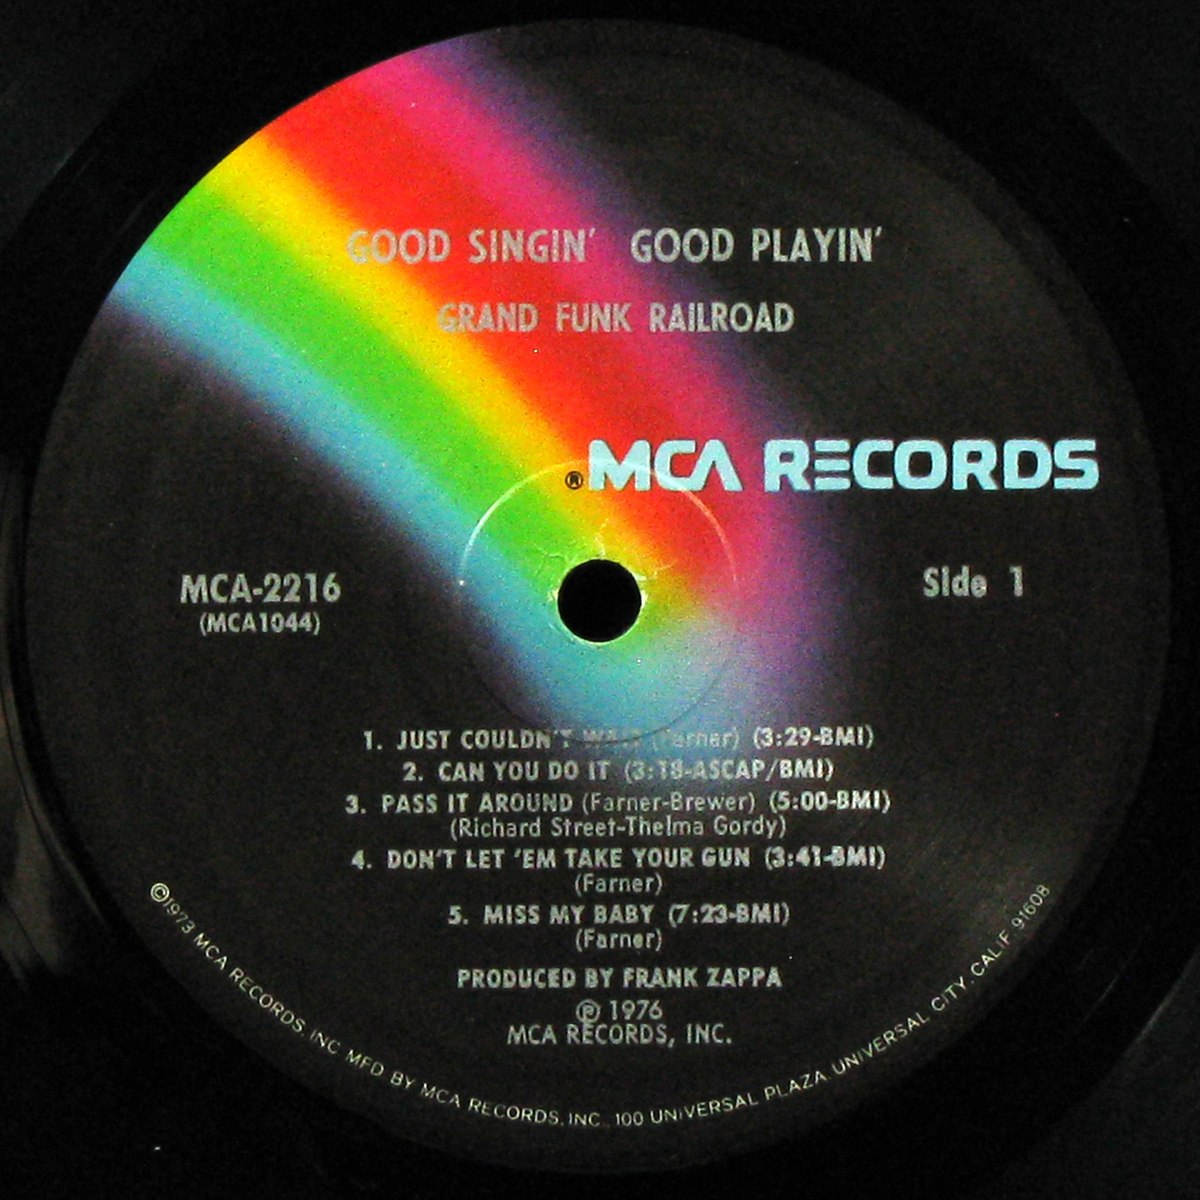 GOOD SINGIN' GOOD PLAYIN'
GRAND FUNK RAILROAD
® MCA RECORDS
MCA-2216
(MCA1044)
Side 1
1. JUST COULDN'T WAIT (Farner) (3:29-BMI)
2. CAN YOU DO IT (3:18-ASCAP/BMI)
3. PASS IT AROUND (Farner-Brewer) (5:00-BMI)
(Richard Street-Thelma Gordy)
4. DON'T LET 'EM TAKE YOUR GUN (3:41-BMI)
(Farner)
5. MISS MY BABY (7:23-BMI)
(Farner)
PRODUCED BY FRANK ZAPPA
℗ 1976
MCA RECORDS, INC.
©1973 MCA RECORDS, INC. MFD BY MCA RECORDS, INC., 100 UNIVERSAL PLAZA, UNIVERSAL CITY, CALIF. 91608